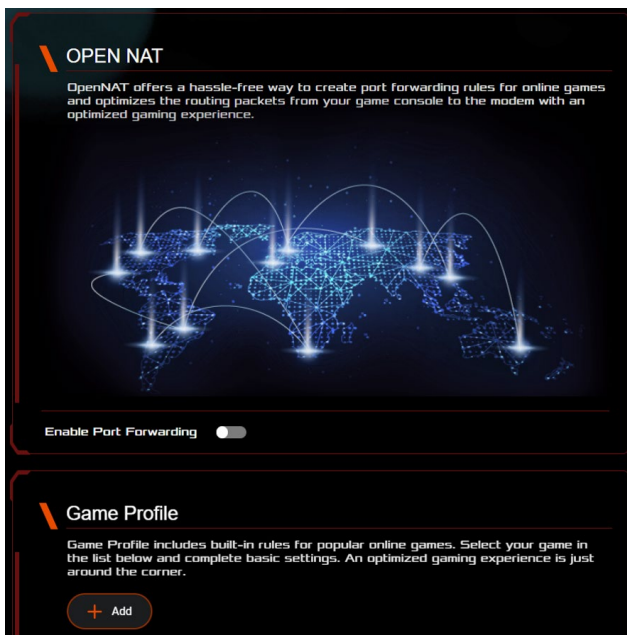 OPEN NAT
OpenNAT offers a hassle-free way to create port forwarding rules for online games
and optimizes the routing packets from your game console to the modem with an
optimized gaming experience.
Enable Port Forwarding
Game Profile
Game Profile includes built-in rules for popular online games. Select your game in
the list below and complete basic settings. An optimized gaming experience is just
around the corner.
+ Add